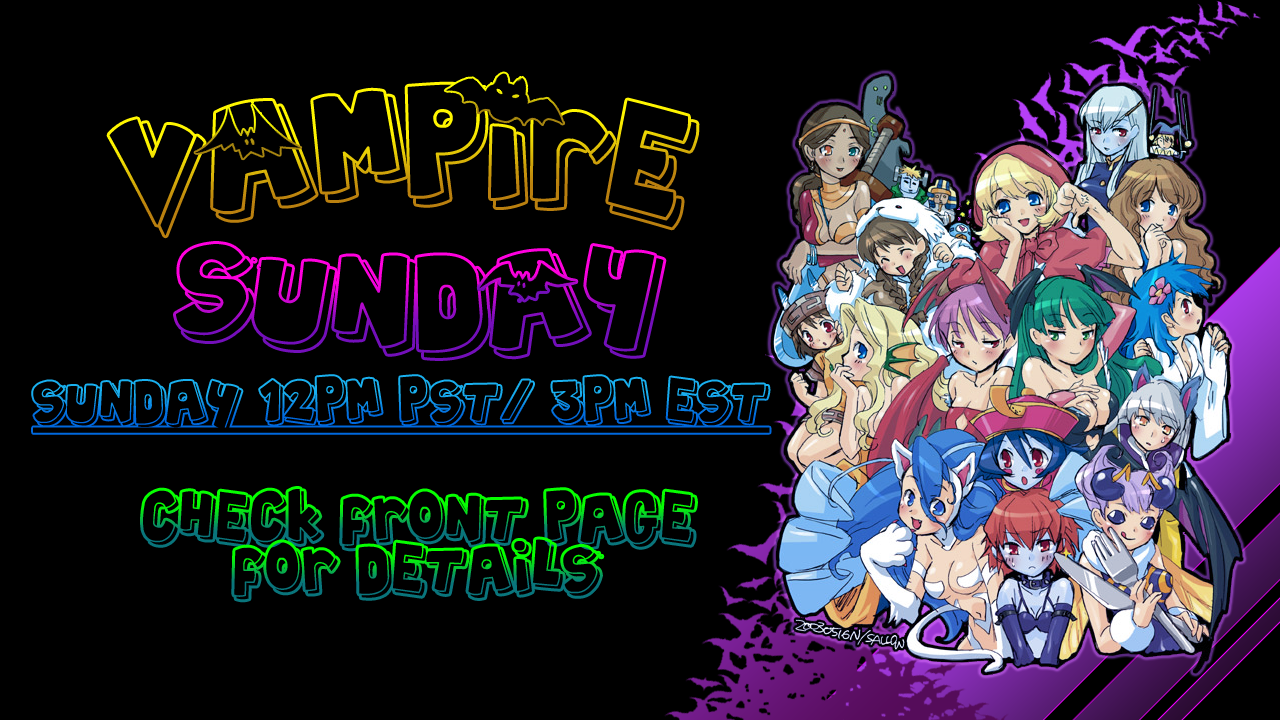 VAMPirE
SUNDAY
SUNDAY 12PM PST/ 3PM EST
CHECk FrONT PAGE
FOr DETAiLS